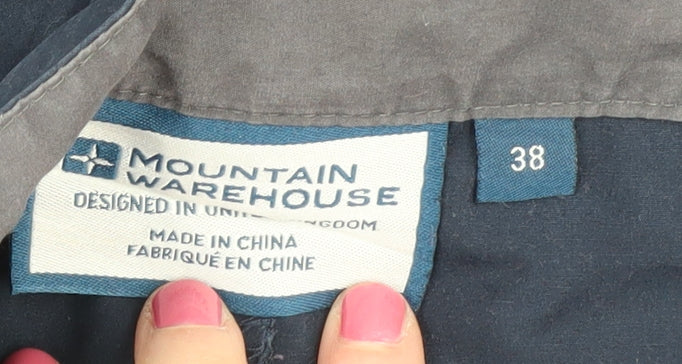 MOUNTAIN
WAREHOUSE
DESIGNED IN
MADE IN CHINA
FABRIQUÉ EN CHINE
38